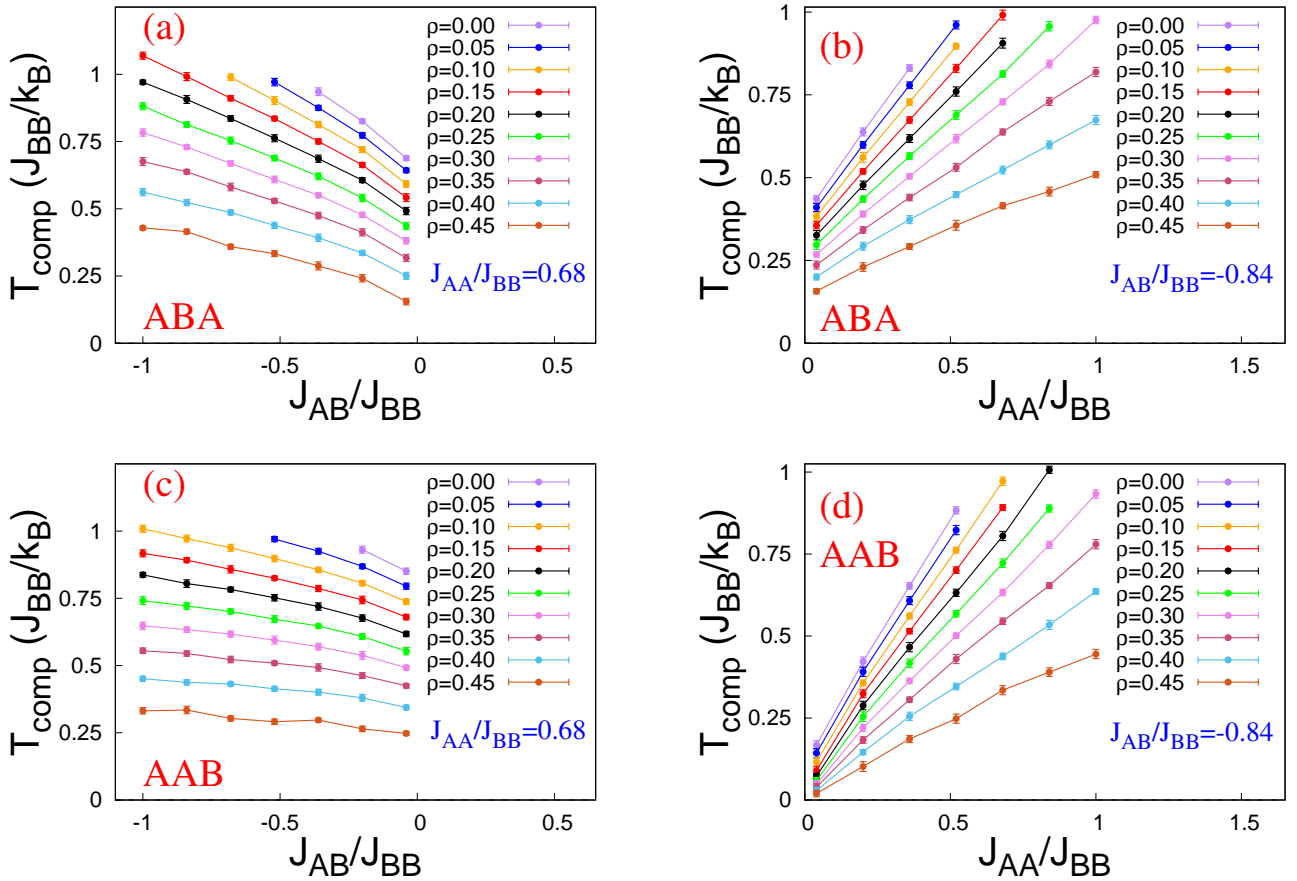 (a)
T_comp (J_BB/k_B)
1
0.75
0.5
0.25
0
ρ=0.00
ρ=0.05
ρ=0.10
ρ=0.15
ρ=0.20
ρ=0.25
ρ=0.30
ρ=0.35
ρ=0.40
ρ=0.45
J_AA/J_BB=0.68
ABA
-1
-0.5
0
0.5
J_AB/J_BB
(b)
T_comp (J_BB/k_B)
1
0.75
0.5
0.25
0
ρ=0.00
ρ=0.05
ρ=0.10
ρ=0.15
ρ=0.20
ρ=0.25
ρ=0.30
ρ=0.35
ρ=0.40
ρ=0.45
J_AB/J_BB=-0.84
ABA
0
0.5
1
1.5
J_AA/J_BB
(c)
T_comp (J_BB/k_B)
1
0.75
0.5
0.25
0
ρ=0.00
ρ=0.05
ρ=0.10
ρ=0.15
ρ=0.20
ρ=0.25
ρ=0.30
ρ=0.35
ρ=0.40
ρ=0.45
J_AA/J_BB=0.68
AAB
-1
-0.5
0
0.5
J_AB/J_BB
(d)
AAB
T_comp (J_BB/k_B)
1
0.75
0.5
0.25
0
ρ=0.00
ρ=0.05
ρ=0.10
ρ=0.15
ρ=0.20
ρ=0.25
ρ=0.30
ρ=0.35
ρ=0.40
ρ=0.45
J_AB/J_BB=-0.84
0
0.5
1
1.5
J_AA/J_BB